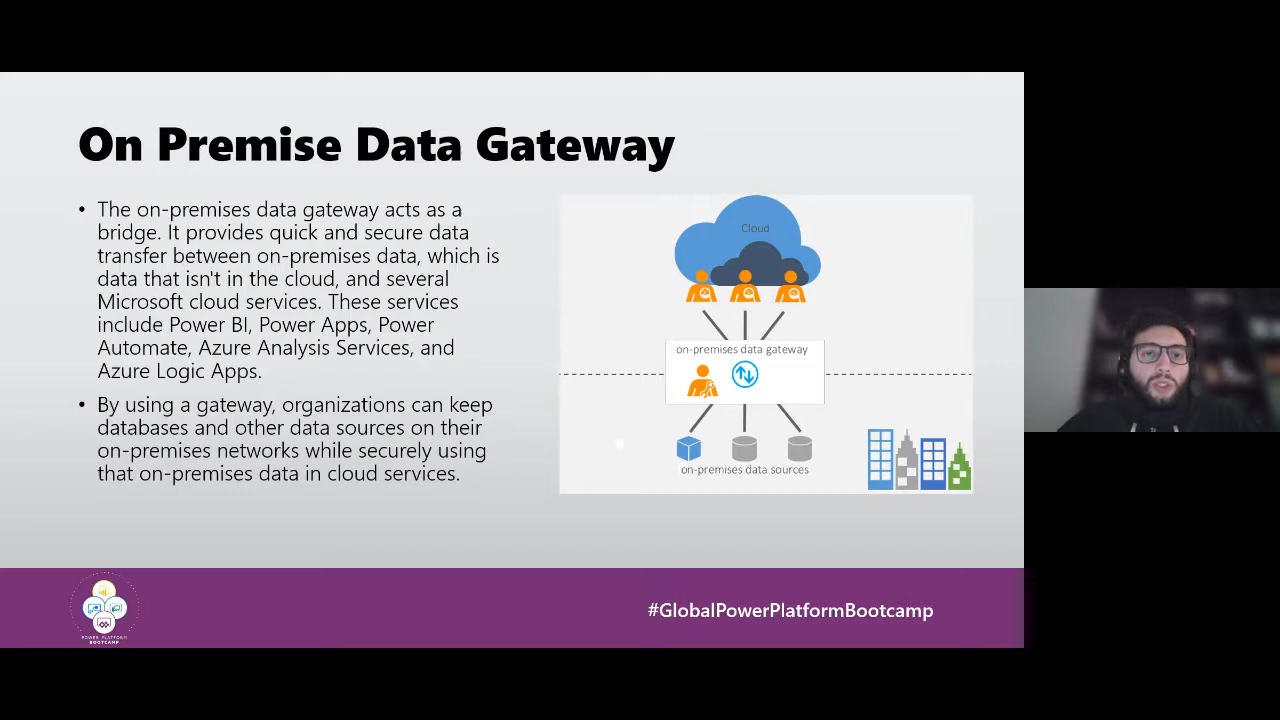 On Premise Data Gateway
• The on-premises data gateway acts as a
bridge. It provides quick and secure data
transfer between on-premises data, which is
data that isn't in the cloud, and several
Microsoft cloud services. These services
include Power BI, Power Apps, Power
Automate, Azure Analysis Services, and
Azure Logic Apps.
• By using a gateway, organizations can keep
databases and other data sources on their
on-premises networks while securely using
that on-premises data in cloud services.
Cloud
on-premises data gateway
on-premises data sources
POWER PLATFORM
BOOTCAMP
#GlobalPowerPlatformBootcamp